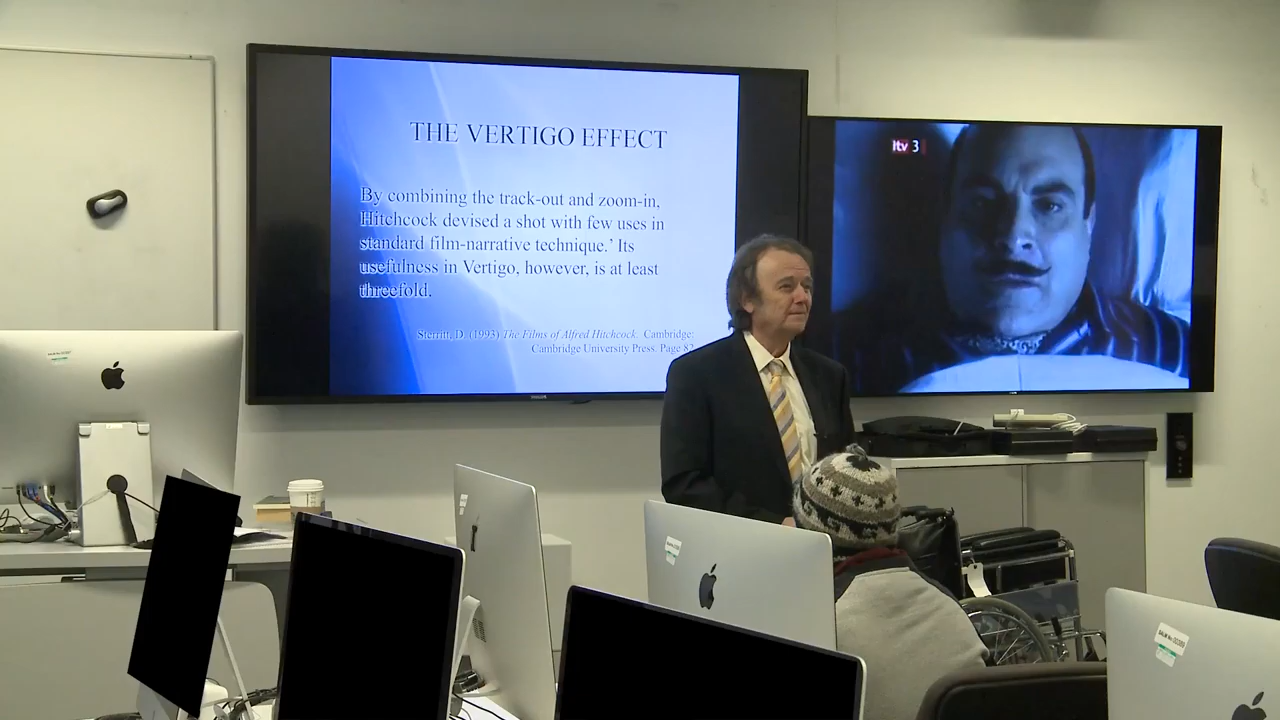 THE VERTIGO EFFECT
By combining the track-out and zoom-in,
Hitchcock devised a shot with few uses in
standard film-narrative technique.' Its
usefulness in Vertigo, however, is at least
threefold.
Sterritt, D. (1993) The Films of Alfred Hitchcock. Cambridge:
Cambridge University Press. Page 82
itv 3
PHILIPS